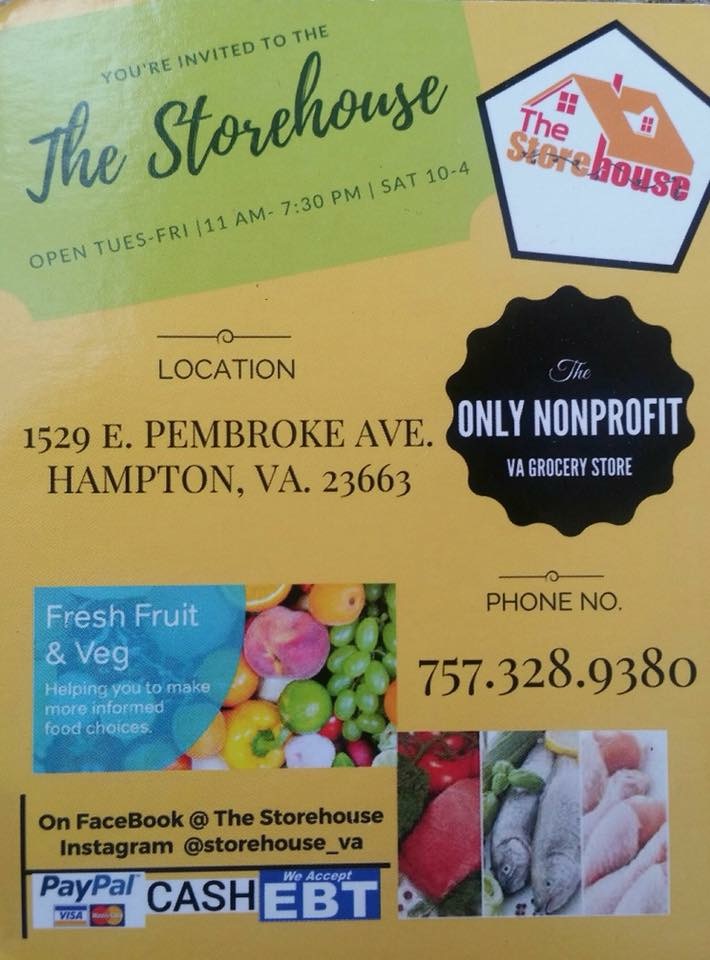 YOU'RE INVITED TO THE
The Storehouse
OPEN TUES-FRI |11 AM- 7:30 PM | SAT 10-4
The
Storehouse
LOCATION
1529 E. PEMBROKE AVE.
HAMPTON, VA. 23663
The
ONLY NONPROFIT
VA GROCERY STORE
PHONE NO.
757.328.9380
Fresh Fruit
& Veg
Helping you to make
more informed
food choices.
On FaceBook @ The Storehouse
Instagram @storehouse_va
PayPal
VISA MasterCard
CASH
We Accept
EBT